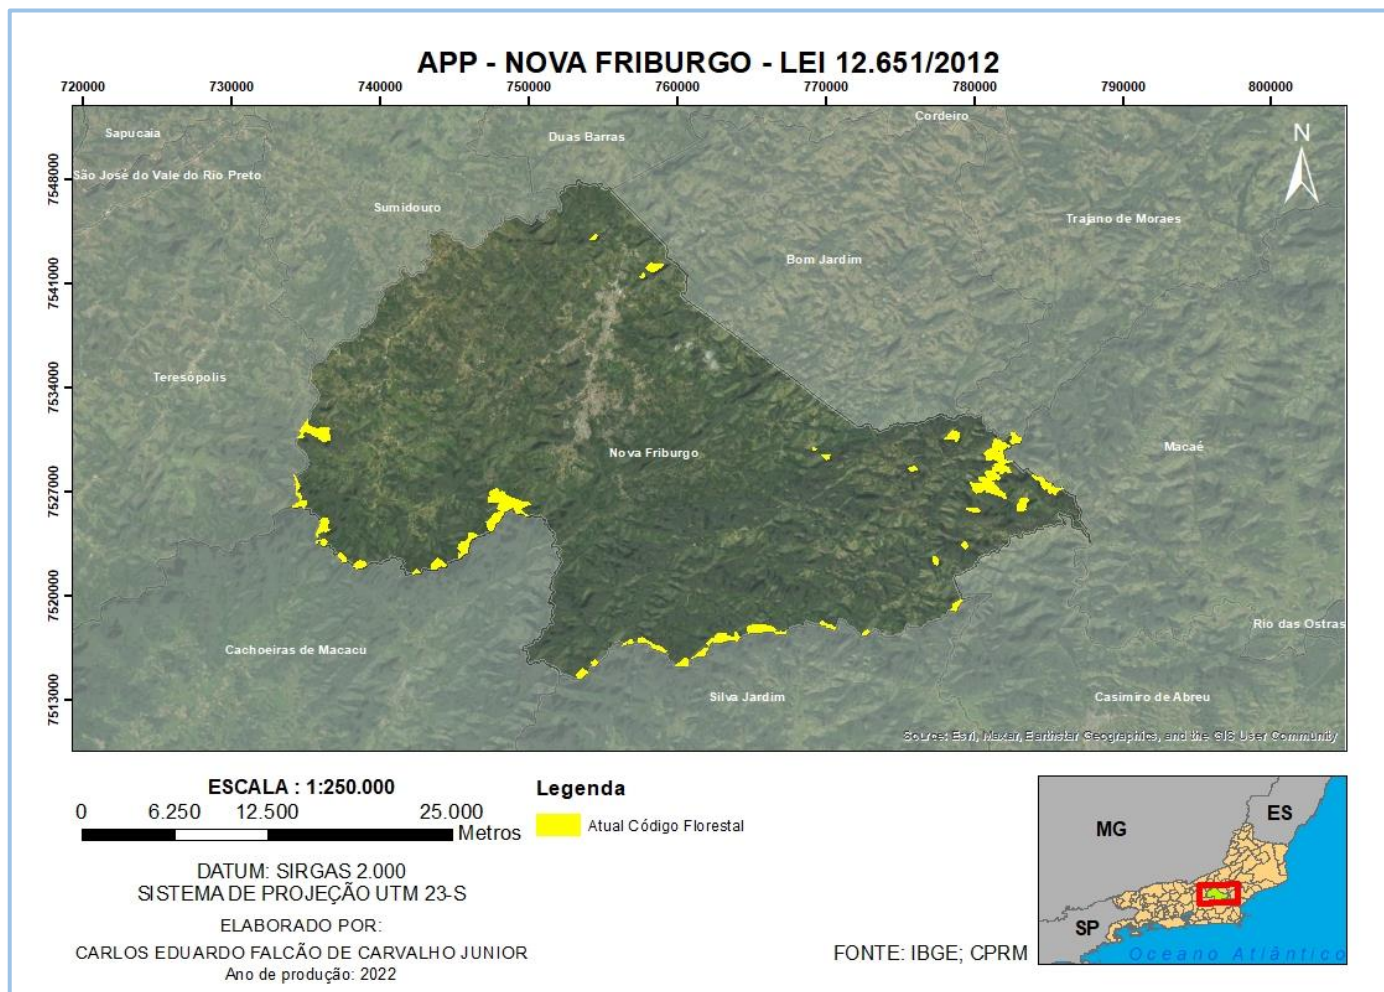 APP - NOVA FRIBURGO - LEI 12.651/2012
720000 730000 740000 750000 760000 770000 780000 790000 800000
7548000
7541000
7534000
7527000
7520000
7513000
N
Sapucaia
Duas Barras
Cordeiro
São José do Vale do Rio Preto
Sumidouro
Trajano de Moraes
Bom Jardim
Teresópolis
Nova Friburgo
Macaé
Rio das Ostras
Cachoeiras de Macacu
Silva Jardim
Casimiro de Abreu
Source: Esri, Maxar, Earthstar Geographics, and the GIS User Community
ESCALA : 1:250.000
0 6.250 12.500 25.000
Metros
DATUM: SIRGAS 2.000
SISTEMA DE PROJEÇÃO UTM 23-S
ELABORADO POR:
CARLOS EDUARDO FALCÃO DE CARVALHO JUNIOR
Ano de produção: 2022
Legenda
Atual Código Florestal
FONTE: IBGE; CPRM
MG
ES
SP
Oceano Atlântico